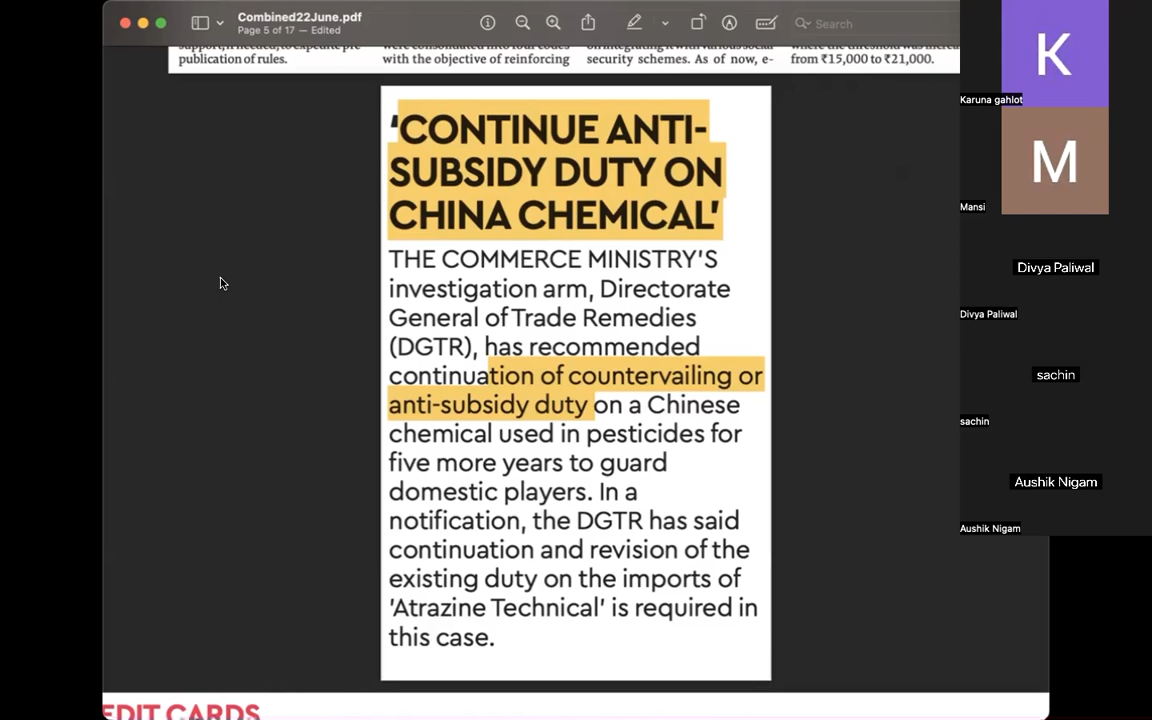 Combined22June.pdf
Page 5 of 17 — Edited
Search
publication of rules.
with the objective of reinforcing
security schemes. As of now, e-
from ₹15,000 to ₹21,000.
'CONTINUE ANTI-
SUBSIDY DUTY ON
CHINA CHEMICAL'
THE COMMERCE MINISTRY'S
investigation arm, Directorate
General of Trade Remedies
(DGTR), has recommended
continuation of countervailing or
anti-subsidy duty on a Chinese
chemical used in pesticides for
five more years to guard
domestic players. In a
notification, the DGTR has said
continuation and revision of the
existing duty on the imports of
'Atrazine Technical' is required in
this case.
EDIT CARDS
K
Karuna gahlot
M
Mansi
Divya Paliwal
Divya Paliwal
sachin
sachin
Aushik Nigam
Aushik Nigam